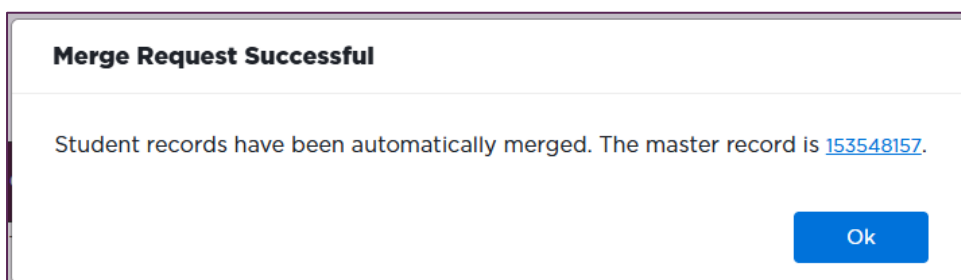 Merge Request Successful
Student records have been automatically merged. The master record is 153548157.
Ok